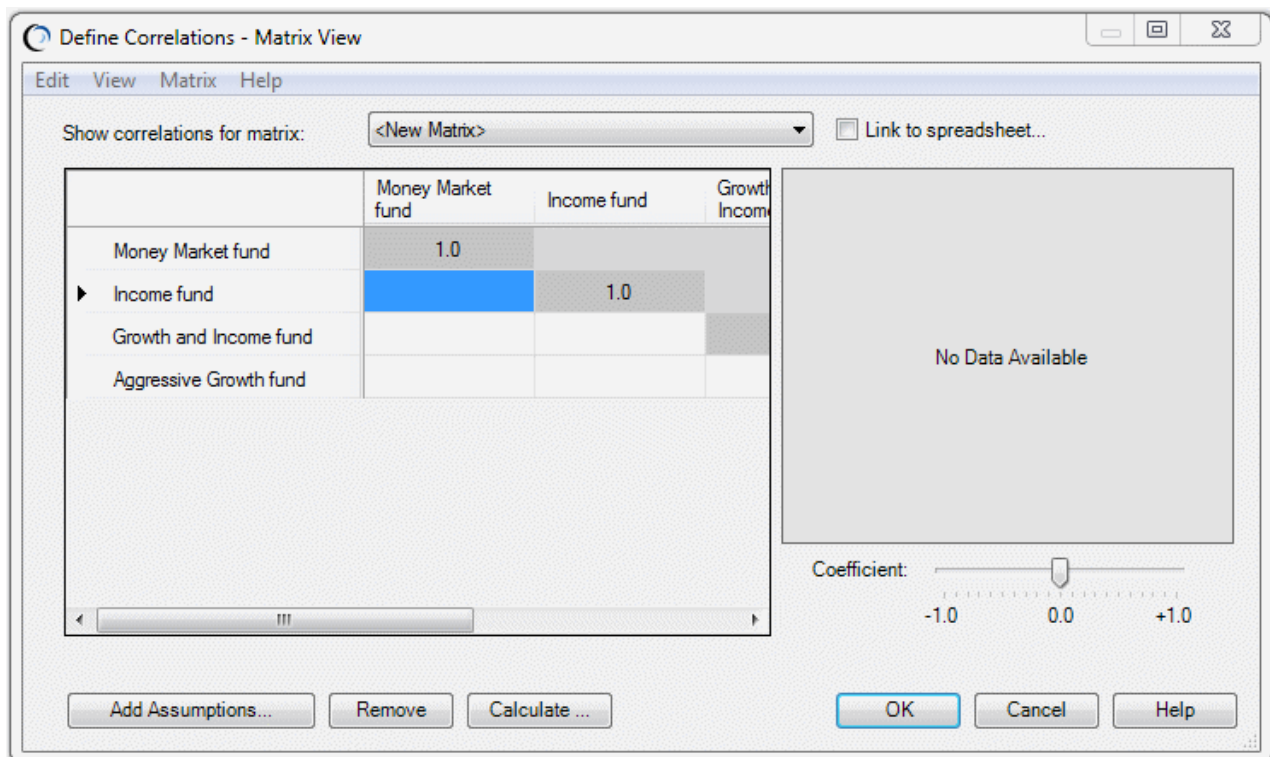 Define Correlations - Matrix View
Edit View Matrix Help
Show correlations for matrix: <New Matrix> Link to spreadsheet...
Money Market
fund
Income fund
Growth
Income
Money Market fund 1.0
Income fund 1.0
Growth and Income fund
Aggressive Growth fund
No Data Available
Coefficient:
-1.0 0.0 +1.0
Add Assumptions... Remove Calculate ... OK Cancel Help